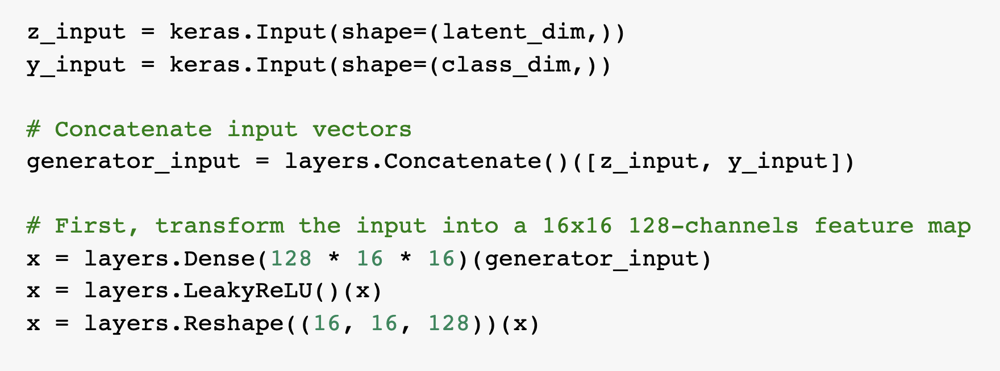 z_input = keras.Input(shape=(latent_dim,))
y_input = keras.Input(shape=(class_dim,))
# Concatenate input vectors
generator_input = layers.Concatenate()([z_input, y_input])
# First, transform the input into a 16x16 128-channels feature map
x = layers.Dense(128 * 16 * 16)(generator_input)
x = layers.LeakyReLU()(x)
x = layers.Reshape((16, 16, 128))(x)